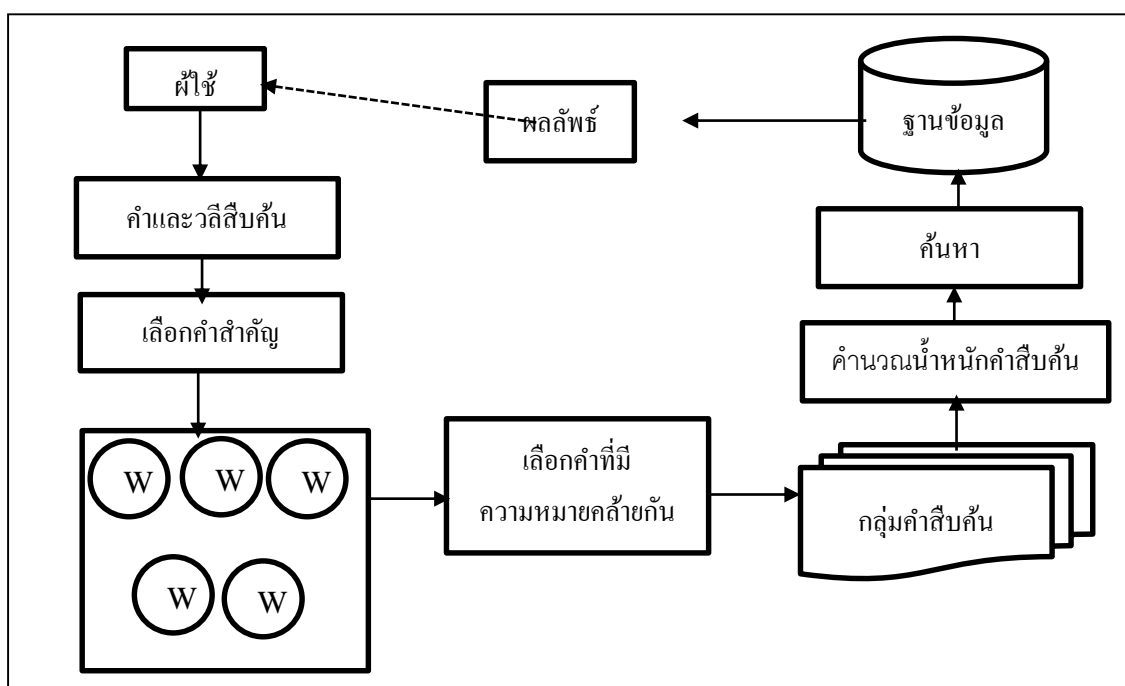 ผู้ใช้
ผลลัพธ์
ฐานข้อมูล
คำและวลีสืบค้น
ค้นหา
เลือกคำสำคัญ
คำนวณน้ำหนักคำสืบค้น
W W W
W W
เลือกคำที่มี
ความหมายคล้ายกัน
กลุ่มคำสืบค้น